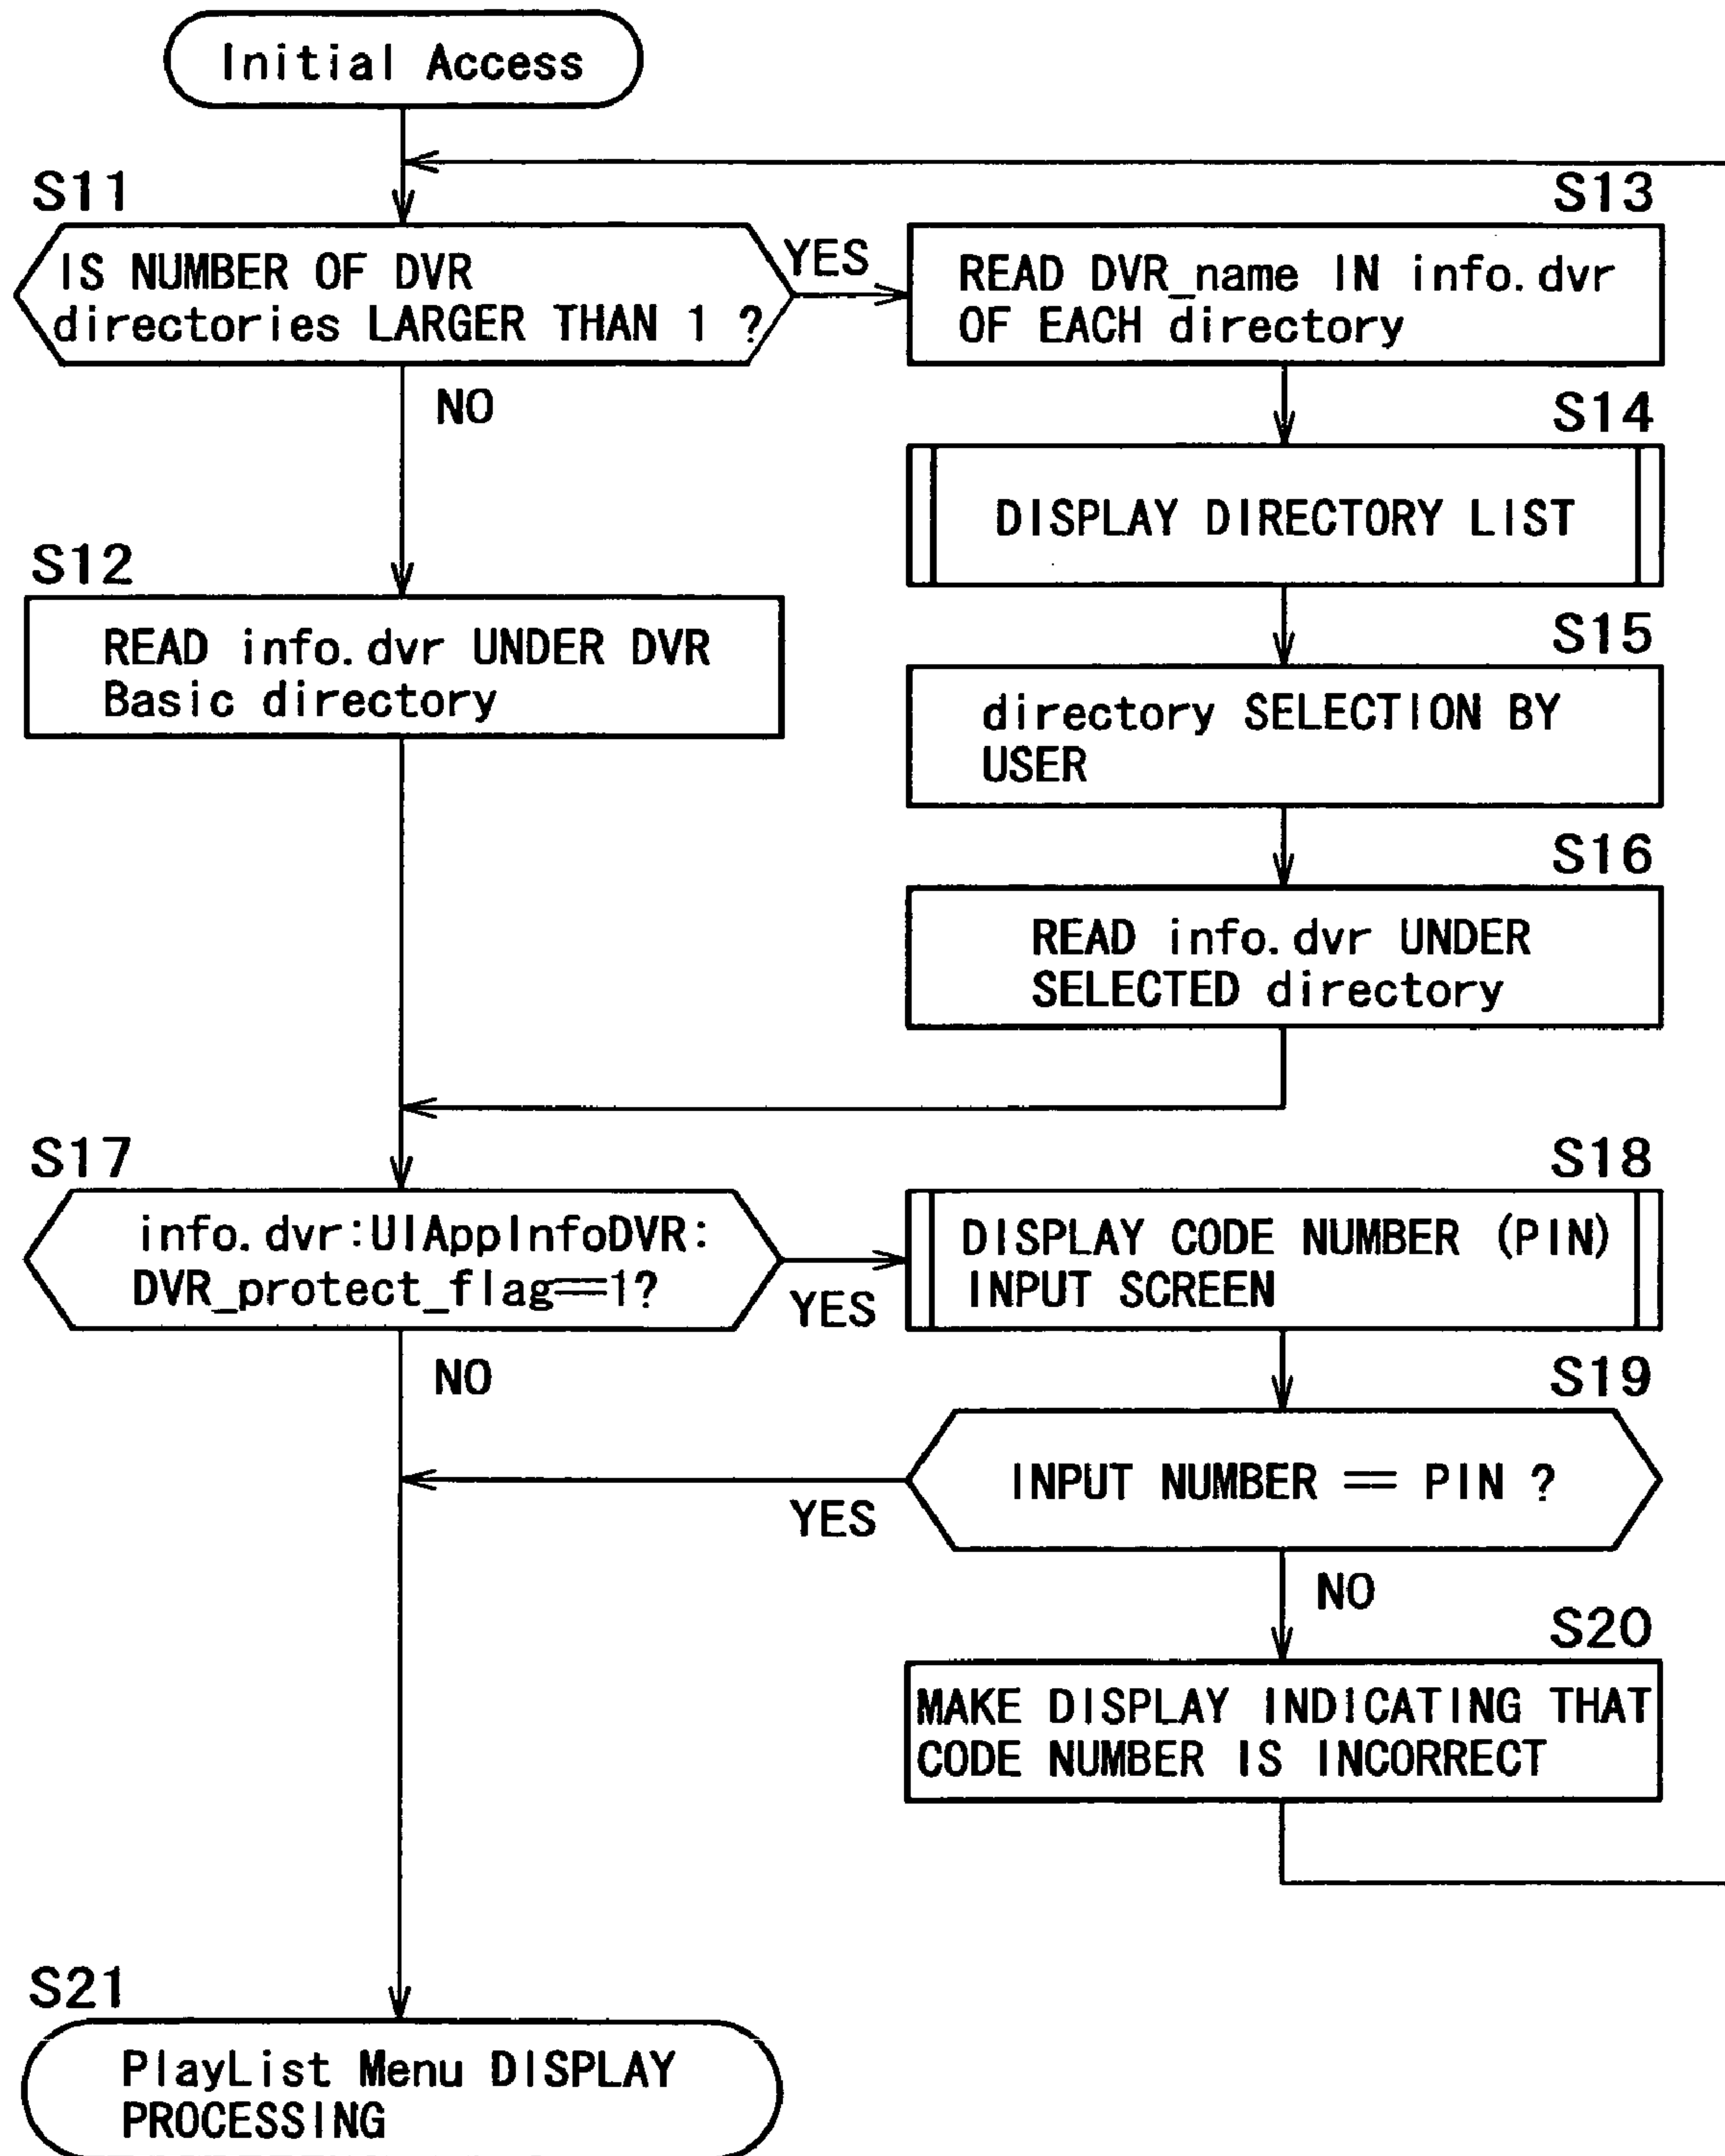 Initial Access
S11
IS NUMBER OF DVR
directories LARGER THAN 1 ?
YES
NO
S13
READ DVR_name IN info.dvr
OF EACH directory
S14
DISPLAY DIRECTORY LIST
S12
READ info.dvr UNDER DVR
Basic directory
S15
directory SELECTION BY
USER
S16
READ info.dvr UNDER
SELECTED directory
S17
info.dvr:UIAppInfoDVR:
DVR_protect_flag==1?
YES
NO
S18
DISPLAY CODE NUMBER (PIN)
INPUT SCREEN
S19
INPUT NUMBER == PIN ?
YES
NO
S20
MAKE DISPLAY INDICATING THAT
CODE NUMBER IS INCORRECT
S21
PlayList Menu DISPLAY
PROCESSING